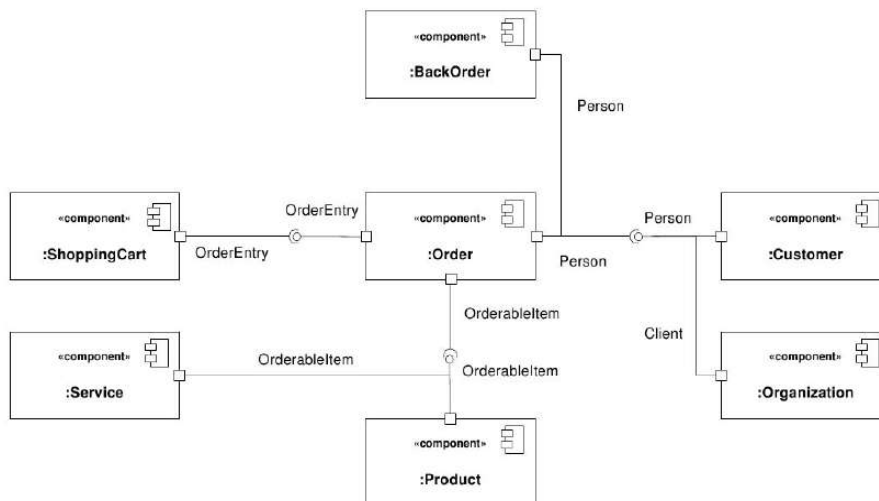 «component»
:BackOrder
Person
«component»
:ShoppingCart
OrderEntry
OrderEntry
«component»
:Order
Person
Person
«component»
:Customer
OrderableItem
Client
«component»
:Service
OrderableItem
OrderableItem
«component»
:Organization
«component»
:Product